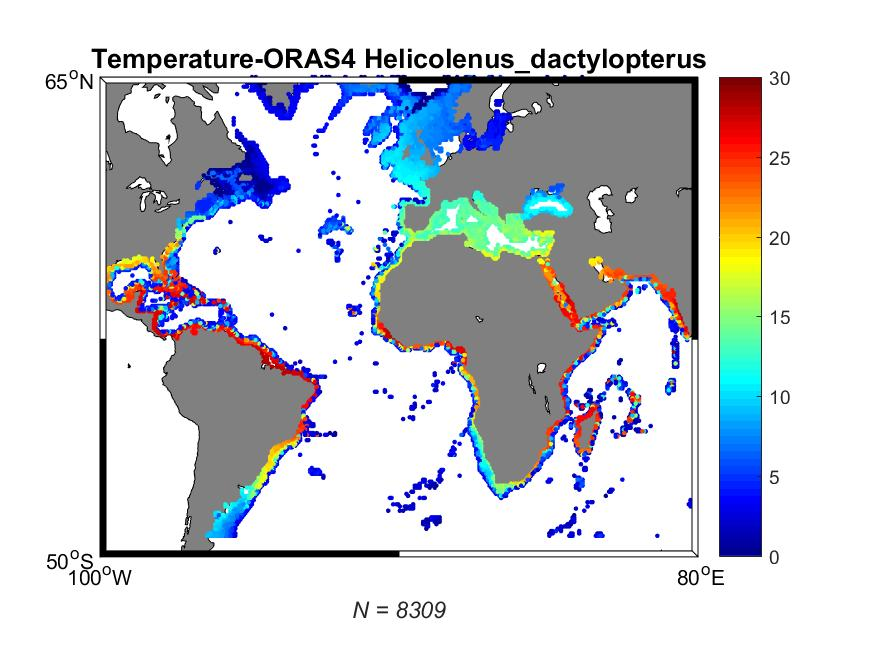 Temperature-ORAS4 Helicolenus_dactylopterus
65°N
30
25
20
15
10
5
0
50°S
100°W
80°E
N = 8309